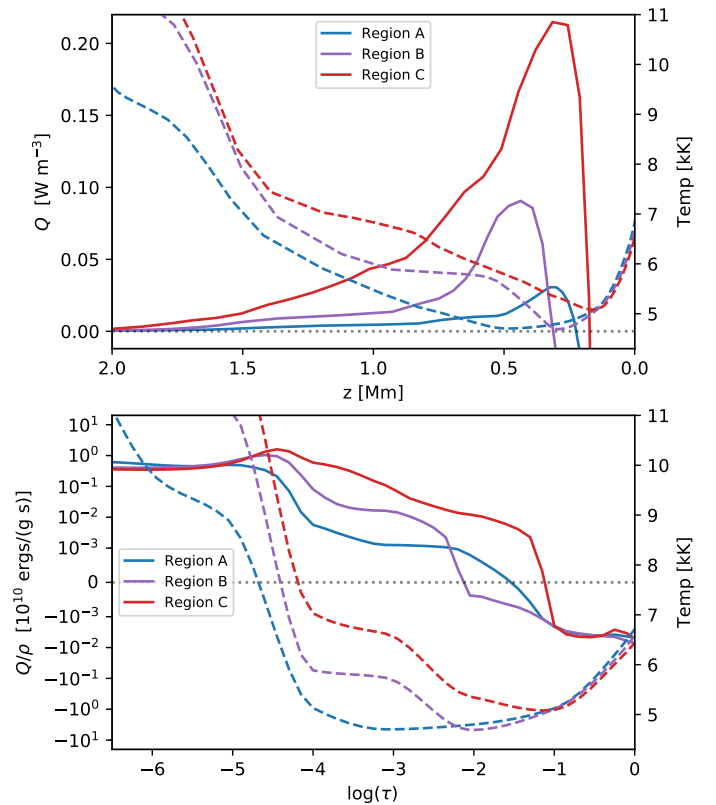 Q [W m⁻³]
0.20
0.15
0.10
0.05
0.00
Region A
Region B
Region C
11
10
9
8
7
6
5
Temp [kK]
2.0 1.5 1.0 0.5 0.0
z [Mm]
Q/ρ [10¹⁰ ergs/(g s)]
10¹
10⁰
10⁻¹
10⁻²
10⁻³
0
−10⁻³
−10⁻²
−10⁻¹
−10⁰
−10¹
Region A
Region B
Region C
11
10
9
8
7
6
5
Temp [kK]
−6 −5 −4 −3 −2 −1 0
log(τ)